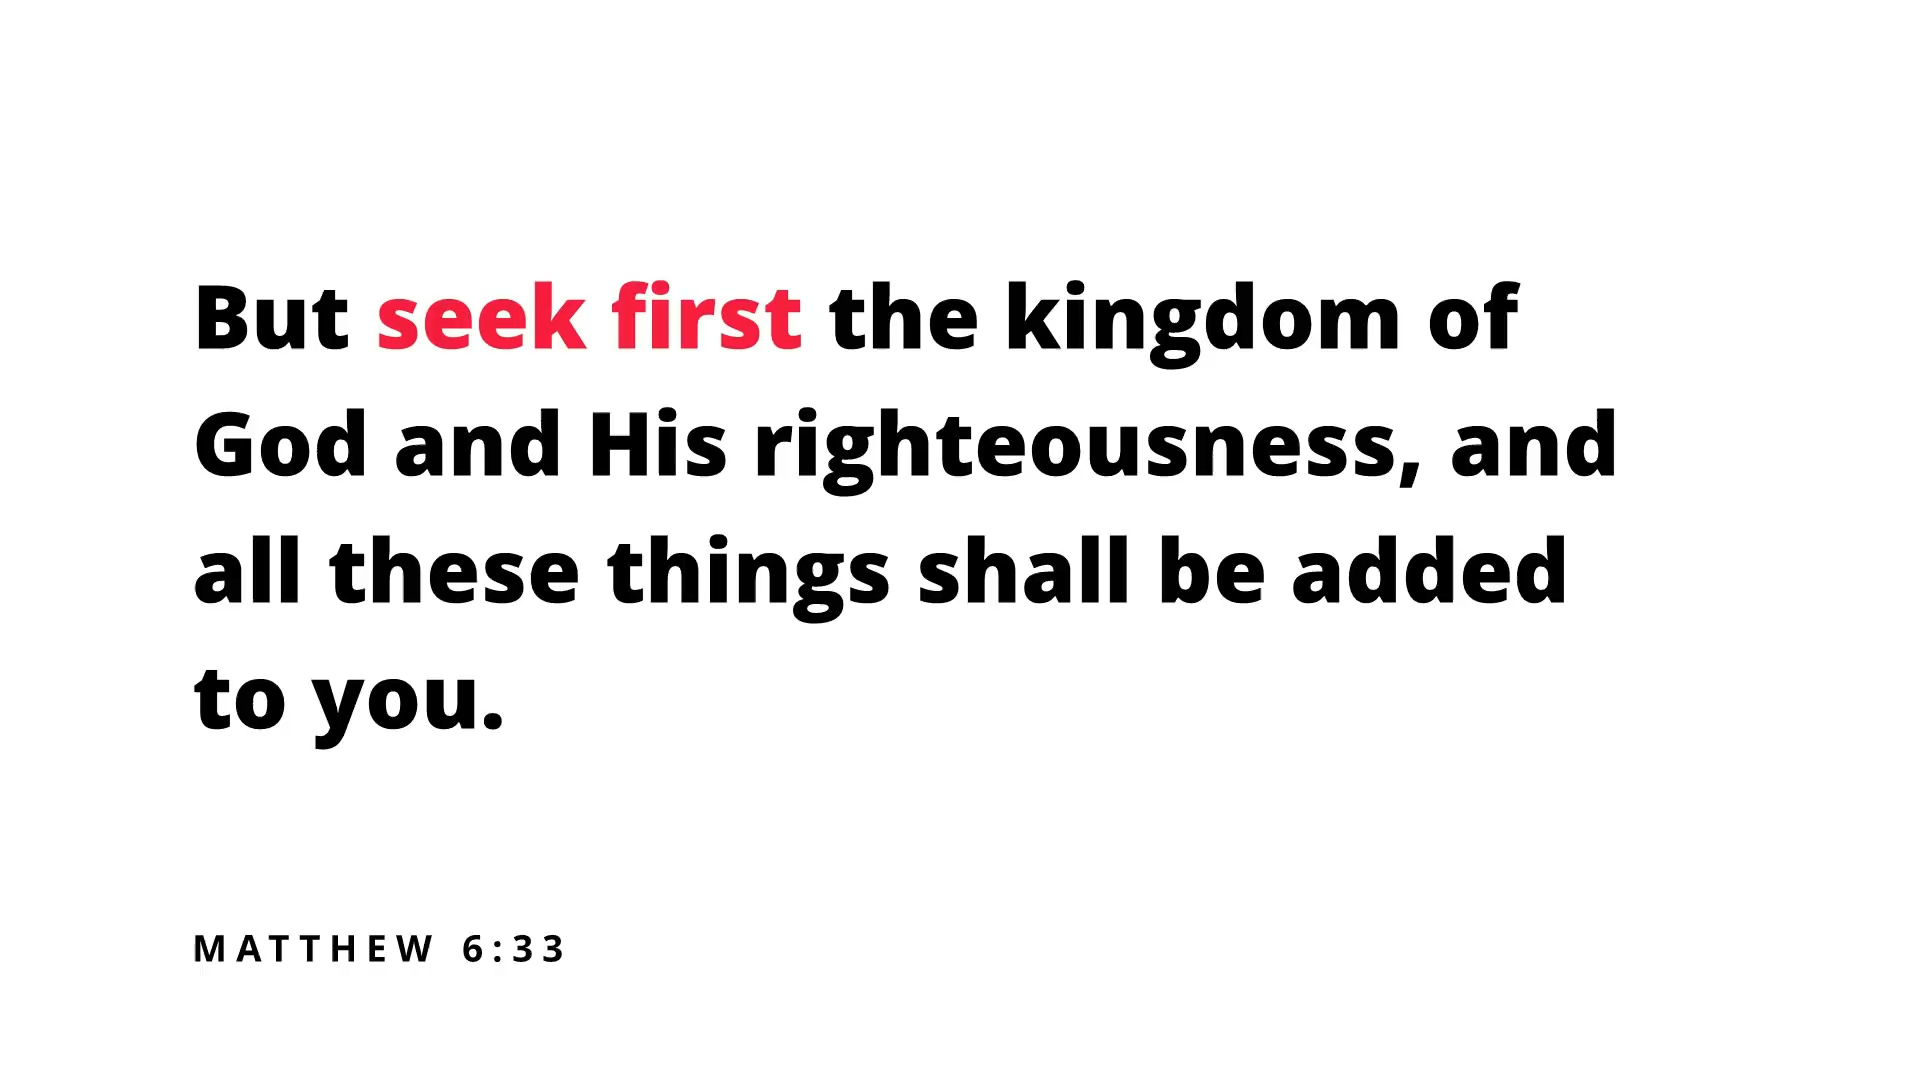 But seek first the kingdom of
God and His righteousness, and
all these things shall be added
to you.
MATTHEW 6:33